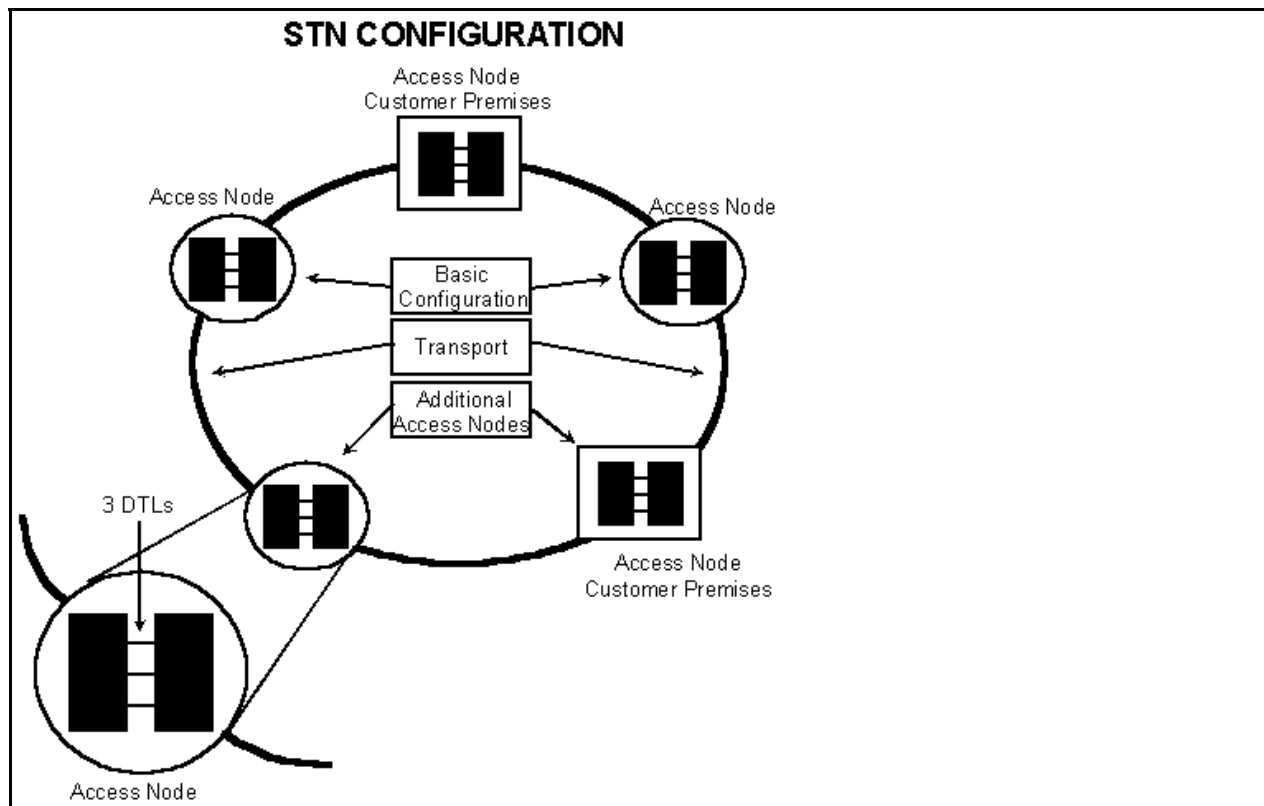 STN CONFIGURATION
Access Node
Customer Premises
Access Node
Access Node
Basic
Configuration
Transport
Additional
Access Nodes
3 DTLs
Access Node
Customer Premises
Access Node